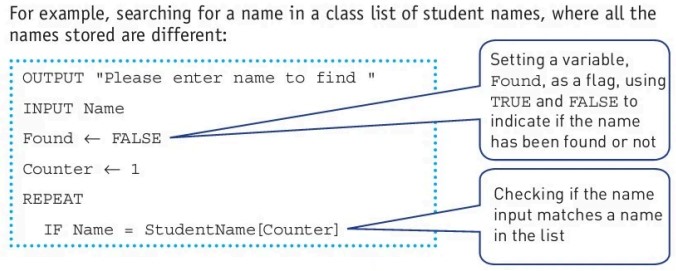 For example, searching for a name in a class list of student names, where all the
names stored are different:
OUTPUT "Please enter name to find "
INPUT Name
Found ← FALSE
Counter ← 1
REPEAT
IF Name = StudentName[Counter]
Setting a variable,
Found, as a flag, using
TRUE and FALSE to
indicate if the name
has been found or not
Checking if the name
input matches a name
in the list